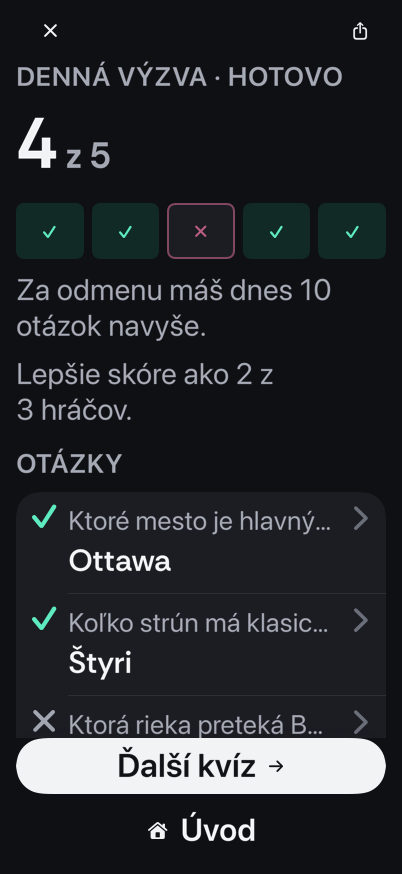 DENNÁ VÝZVA · HOTOVO
4 z 5
Za odmenu máš dnes 10
otázok navyše.
Lepšie skóre ako 2 z
3 hráčov.
OTÁZKY
Ktoré mesto je hlavný...
Ottawa
Koľko strún má klasic...
Štyri
Ktorá rieka preteká B...
Ďalší kvíz →
Úvod